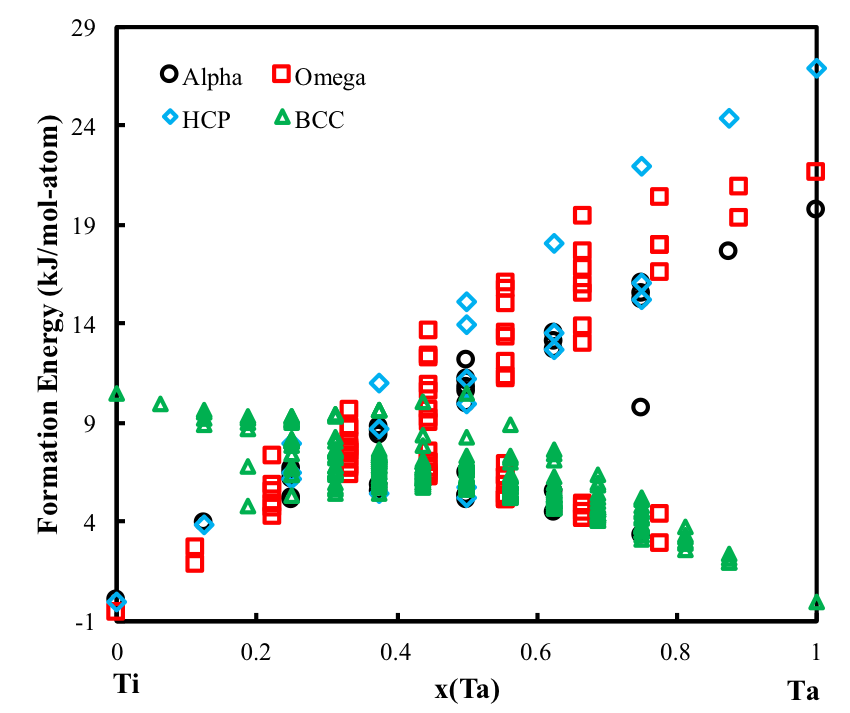 29
24
19
14
9
4
-1
Formation Energy (kJ/mol-atom)
Alpha Omega
HCP BCC
0 0.2 0.4 0.6 0.8 1
Ti x(Ta) Ta